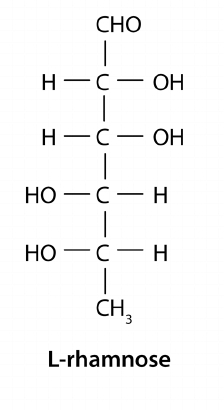 CHO
H — C — OH
H — C — OH
HO — C — H
HO — C — H
CH₃
L-rhamnose